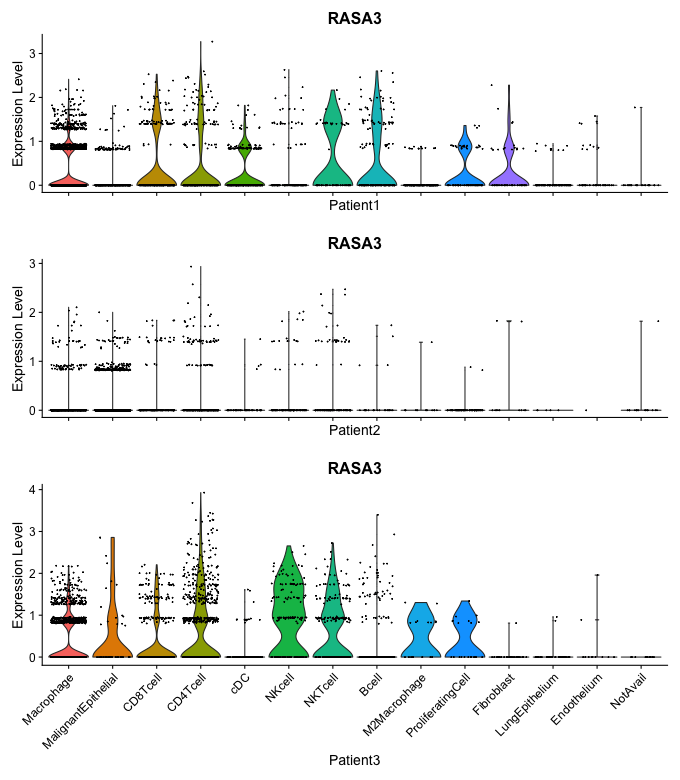 RASA3
Expression Level
3
2
1
0
Patient1
RASA3
Expression Level
3
2
1
0
Patient2
RASA3
Expression Level
4
3
2
1
0
Macrophage
MalignantEpithelial
CD8Tcell
CD4Tcell
cDC
NKcell
NKTcell
Bcell
M2Macrophage
ProliferatingCell
Fibroblast
LungEpithelium
Endothelium
NotAvail
Patient3